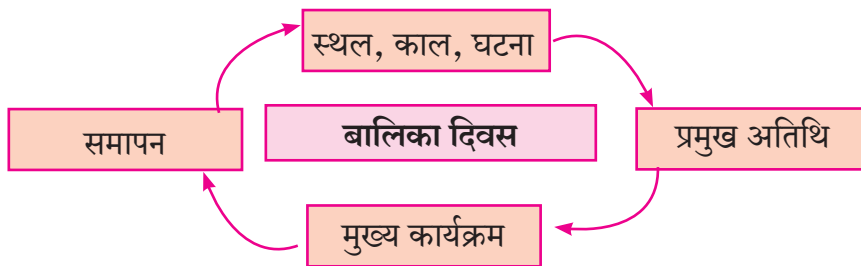 स्थल, काल, घटना
समापन
बालिका दिवस
प्रमुख अतिथि
मुख्य कार्यक्रम